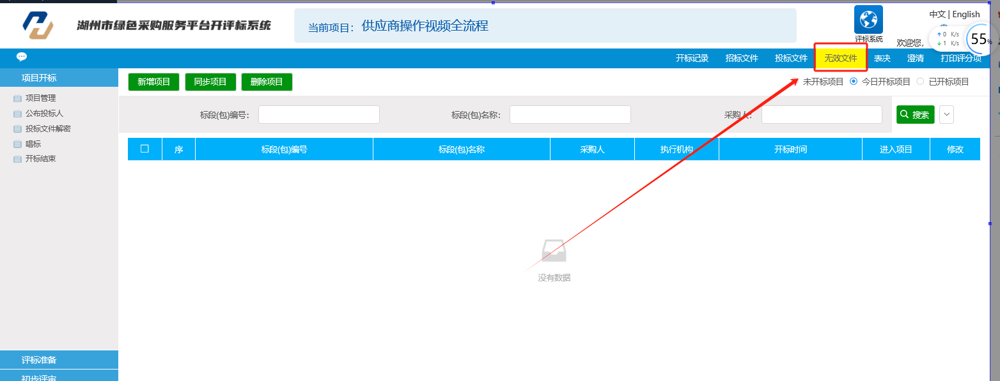 湖州市绿色采购服务平台开评标系统
当前项目：供应商操作视频全流程
评标系统
中文 | English
欢迎您,
0 K/s
1 K/s
55%
开标记录 招标文件 投标文件 无效文件 表决 澄清 打印评分项
项目开标
项目管理
公布投标人
投标文件解密
唱标
开标结束
评标准备
初步评审
新增项目 同步项目 删除项目
未开标项目 今日开标项目 已开标项目
标段(包)编号： 标段(包)名称： 采购人： 搜索
序 标段(包)编号 标段(包)名称 采购人 执行机构 开标时间 进入项目 修改
没有数据